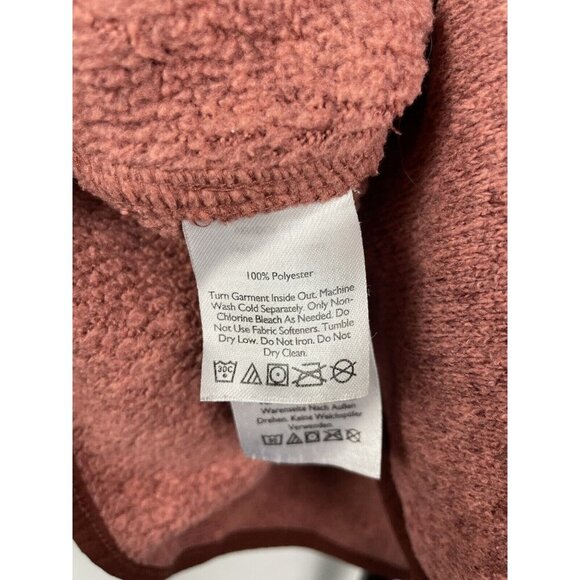 100% Polyester
Turn Garment Inside Out. Machine
Wash Cold Separately. Only Non-
Chlorine Bleach As Needed. Do
Not Use Fabric Softeners. Tumble
Dry Low. Do Not Iron. Do Not
Dry Clean.
30C
Warenseite Nach Außen
Drehen. Keine Weichspüler
Verwenden.